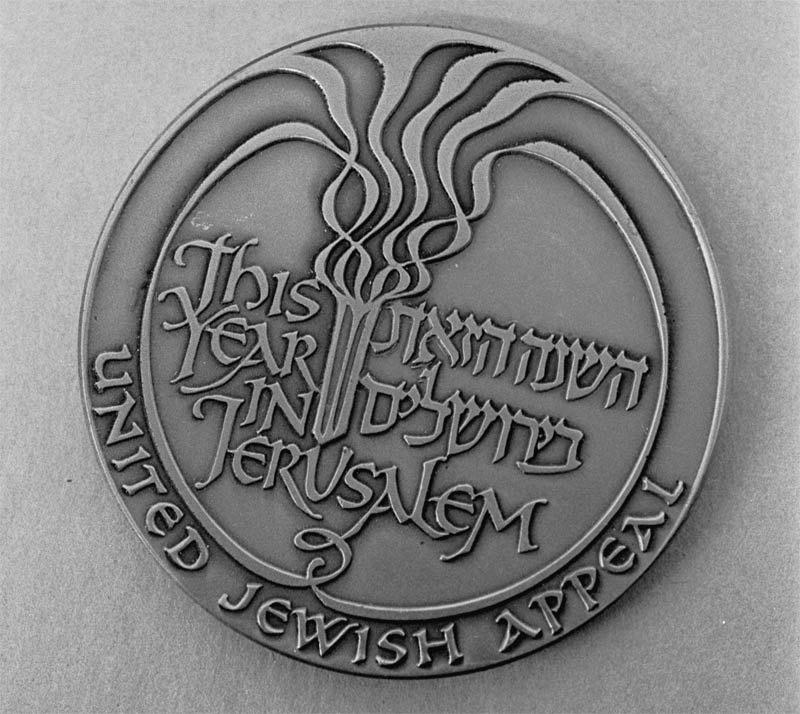 THIS
YEAR
IN
JERUSALEM
השנה הזאת
בירושלים
UNITED JEWISH APPEAL